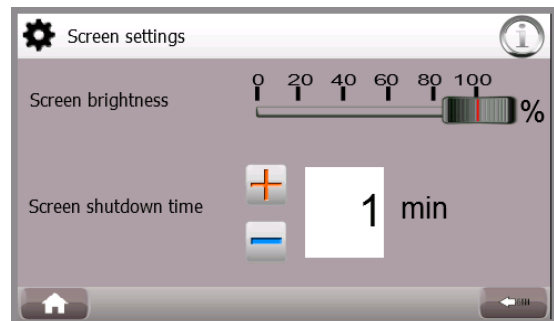 Screen settings
0 20 40 60 80 100
Screen brightness
%
Screen shutdown time
1 min